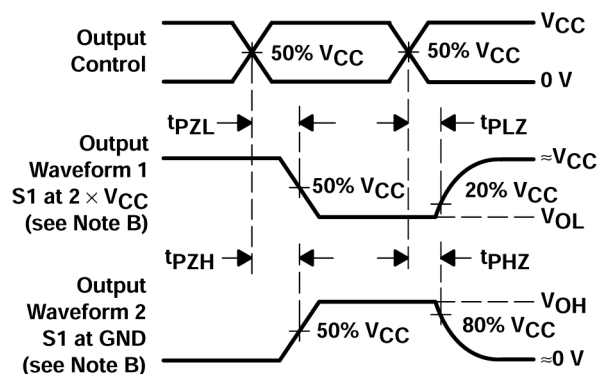 Output
Control
50% VCC
50% VCC
VCC
0 V
tPZL
tPLZ
Output
Waveform 1
S1 at 2 × VCC
(see Note B)
50% VCC
≈VCC
20% VCC
VOL
tPZH
tPHZ
Output
Waveform 2
S1 at GND
(see Note B)
50% VCC
VOH
80% VCC
≈0 V